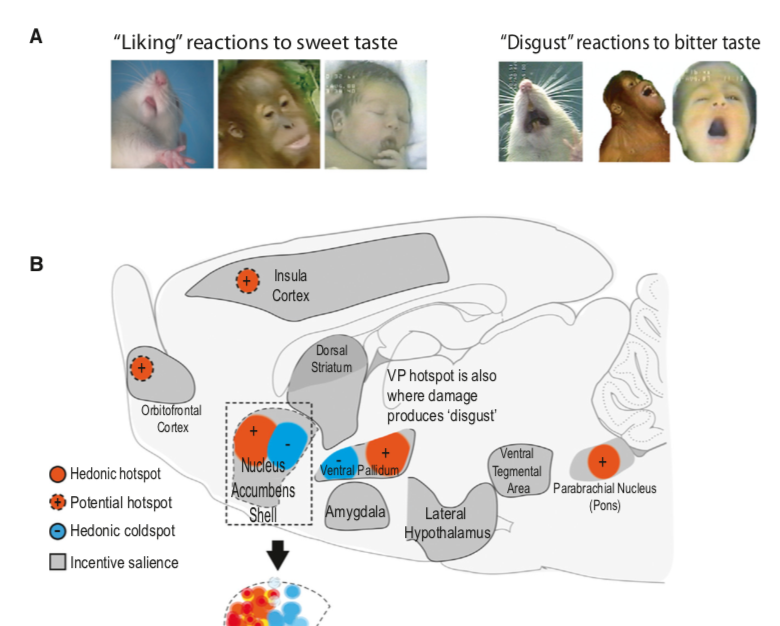 A
“Liking” reactions to sweet taste
“Disgust” reactions to bitter taste
B
+
Insula
Cortex
+
Orbitofrontal
Cortex
Dorsal
Striatum
VP hotspot is also
where damage
produces ‘disgust’
+
-
Nucleus
Accumbens
Shell
-
+
Ventral Pallidum
Amygdala
Lateral
Hypothalamus
Ventral
Tegmental
Area
+
Parabrachial Nucleus
(Pons)
Hedonic hotspot
+ Potential hotspot
- Hedonic coldspot
Incentive salience